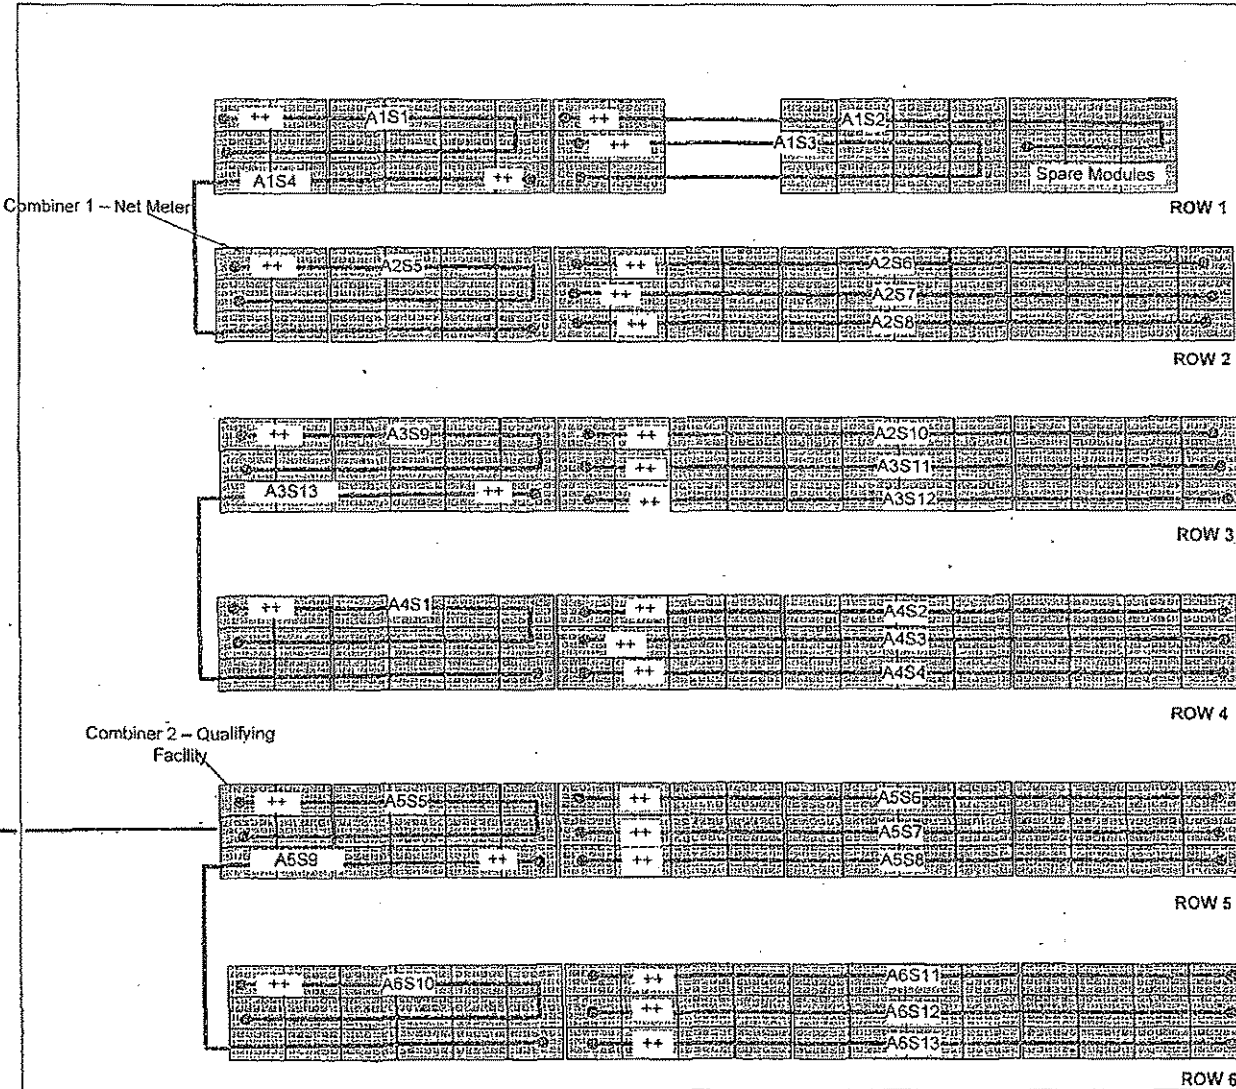 ++ A1S1 ++ A1S2
++ A1S3
A1S4 ++ Spare Modules
Combiner 1 – Net Meter
ROW 1
++ A2S5 ++ A2S6
++ A2S7
++ A2S8
ROW 2
++ A3S9 ++ A2S10
++ A3S11
A3S13 ++ ++ A3S12
ROW 3
++ A4S1 ++ A4S2
++ A4S3
++ A4S4
ROW 4
Combiner 2 – Qualifying
Facility
++ A5S5 ++ A5S6
++ A5S7
A5S9 ++ ++ A5S8
ROW 5
++ A6S10 ++ A6S11
++ A6S12
++ A6S13
ROW 6